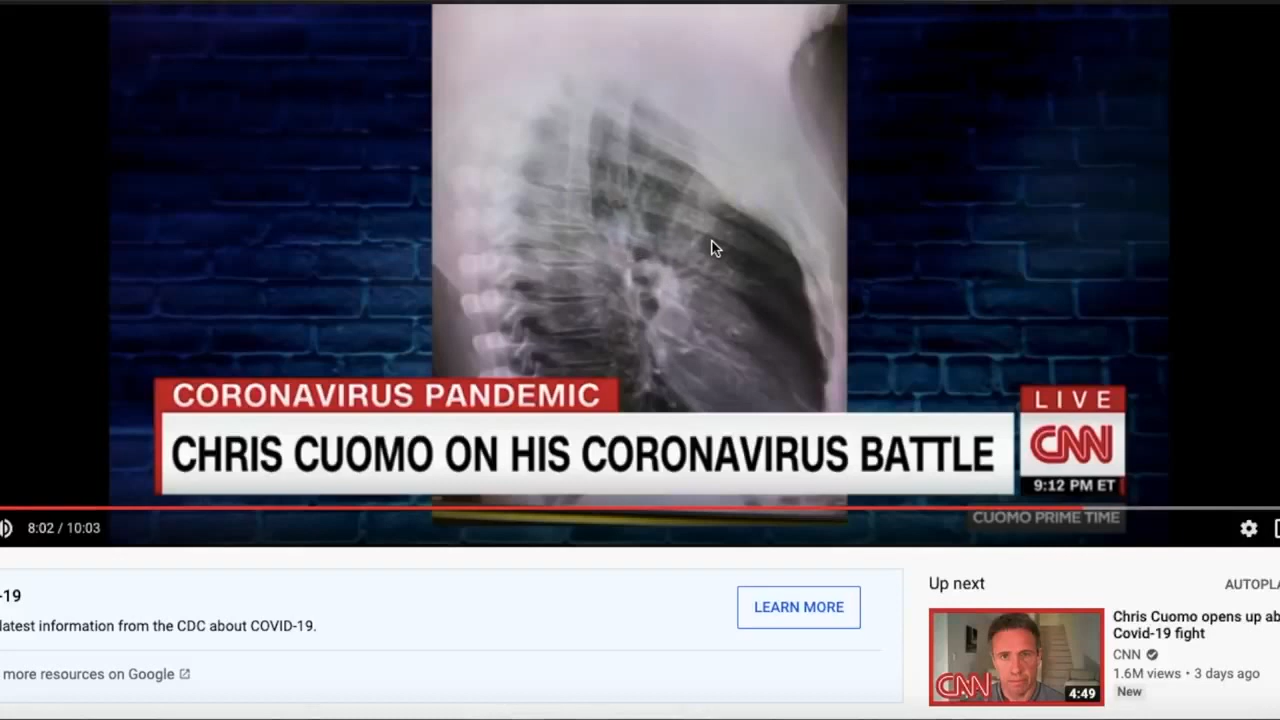 CORONAVIRUS PANDEMIC
CHRIS CUOMO ON HIS CORONAVIRUS BATTLE
LIVE
CNN
9:12 PM ET
CUOMO PRIME TIME
8:02 / 10:03
-19
latest information from the CDC about COVID-19.
LEARN MORE
more resources on Google
Up next
AUTOPLA
Chris Cuomo opens up ab
Covid-19 fight
CNN
1.6M views • 3 days ago
New
CNN
4:49